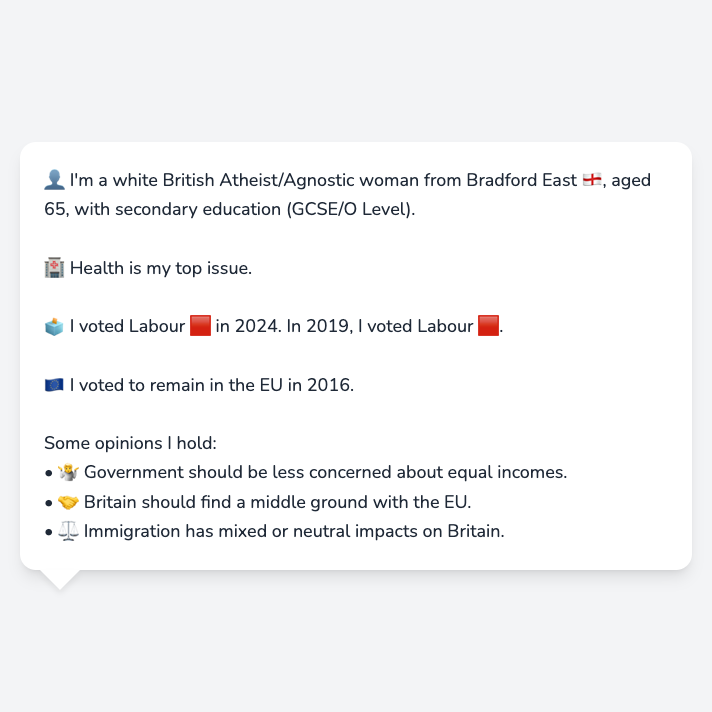 👤 I'm a white British Atheist/Agnostic woman from Bradford East 🏴󠁧󠁢󠁥󠁮󠁧󠁿, aged
65, with secondary education (GCSE/O Level).
🏥 Health is my top issue.
🗳️ I voted Labour 🟥 in 2024. In 2019, I voted Labour 🟥.
🇪🇺 I voted to remain in the EU in 2016.
Some opinions I hold:
• 🤷 Government should be less concerned about equal incomes.
• 🤝 Britain should find a middle ground with the EU.
• ⚖️ Immigration has mixed or neutral impacts on Britain.